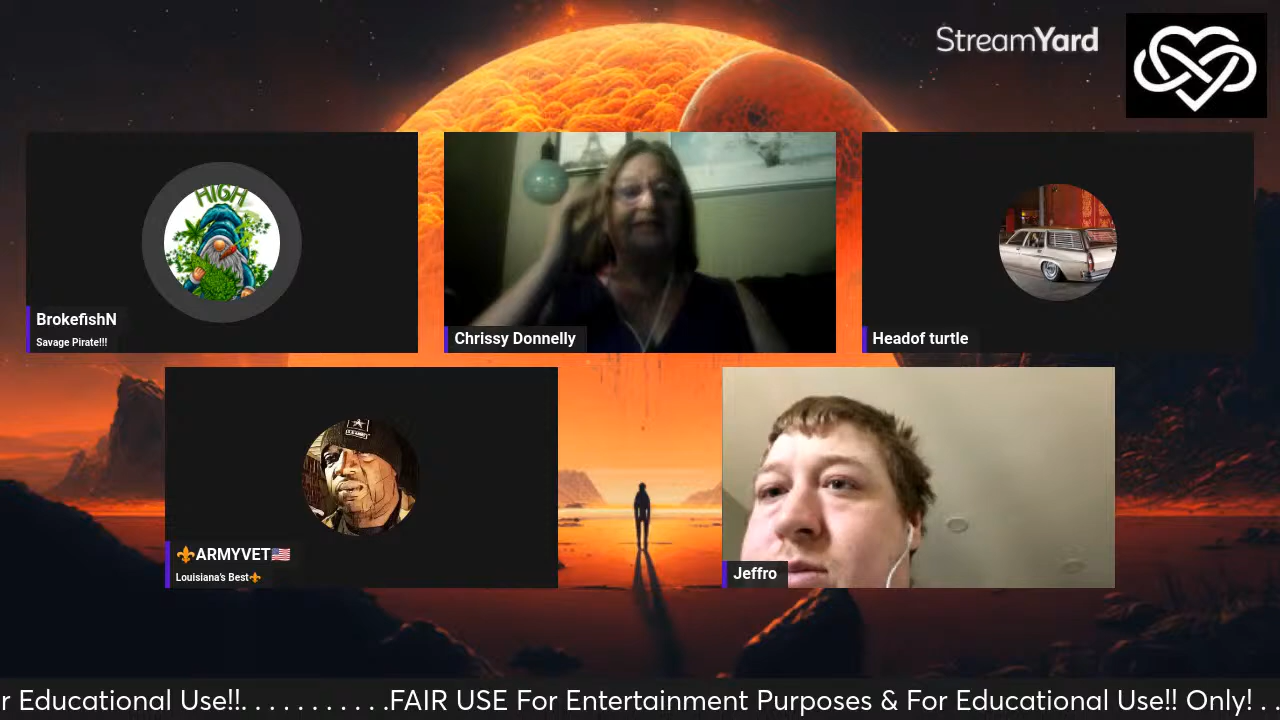 StreamYard
HIGH
BrokefishN
Savage Pirate!!!
Chrissy Donnelly
Headof turtle
⚜️ARMYVET🇺🇸
Louisiana's Best⚜️
Jeffro
r Educational Use!!. . . . . . . . . . .FAIR USE For Entertainment Purposes & For Educational Use!! Only! . .